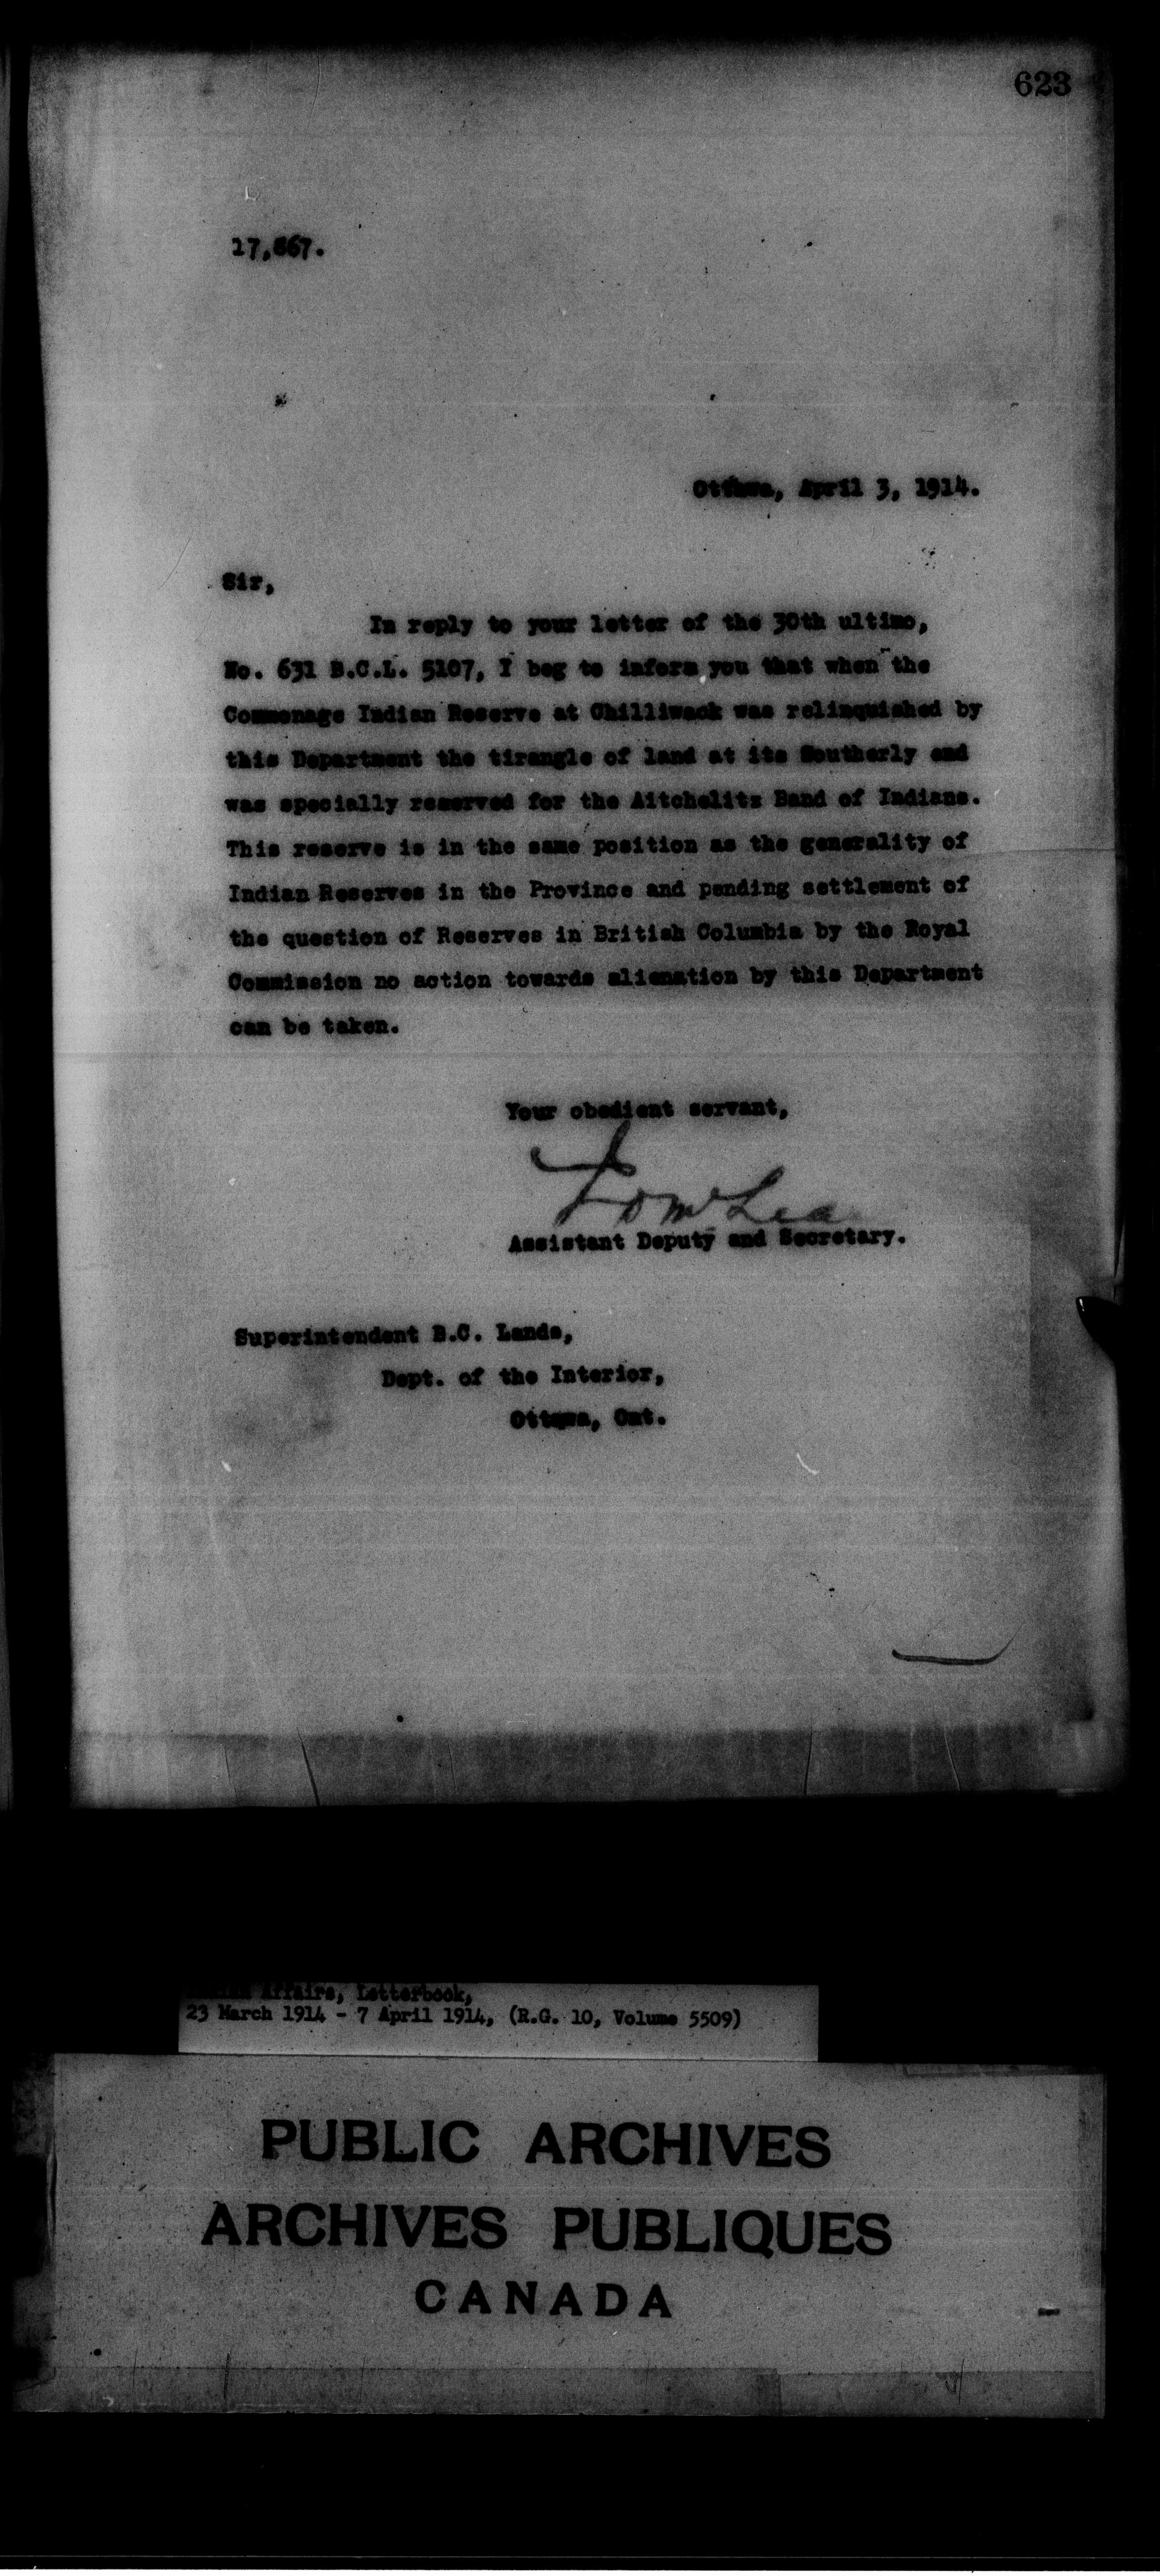 623
17,867.
Ottawa, April 3, 1914.
Sir,
In reply to your letter of the 30th ultimo,
No. 631 B.C.L. 5107, I beg to inform you that when the
Commonage Indian Reserve at Chilliwack was relinquished by
this Department the tirangle of land at its Southerly end
was specially reserved for the Aitchelitz Band of Indians.
This reserve is in the same position as the generality of
Indian Reserves in the Province and pending settlement of
the question of Reserves in British Columbia by the Royal
Commission no action towards alienation by this Department
can be taken.
Your obedient servant,
McLea
Assistant Deputy and Secretary.
Superintendent B.C. Lands,
Dept. of the Interior,
Ottawa, Ont.
Affairs, Letterbook,
23 March 1914 - 7 April 1914, (R.G. 10, Volume 5509)
PUBLIC ARCHIVES
ARCHIVES PUBLIQUES
CANADA